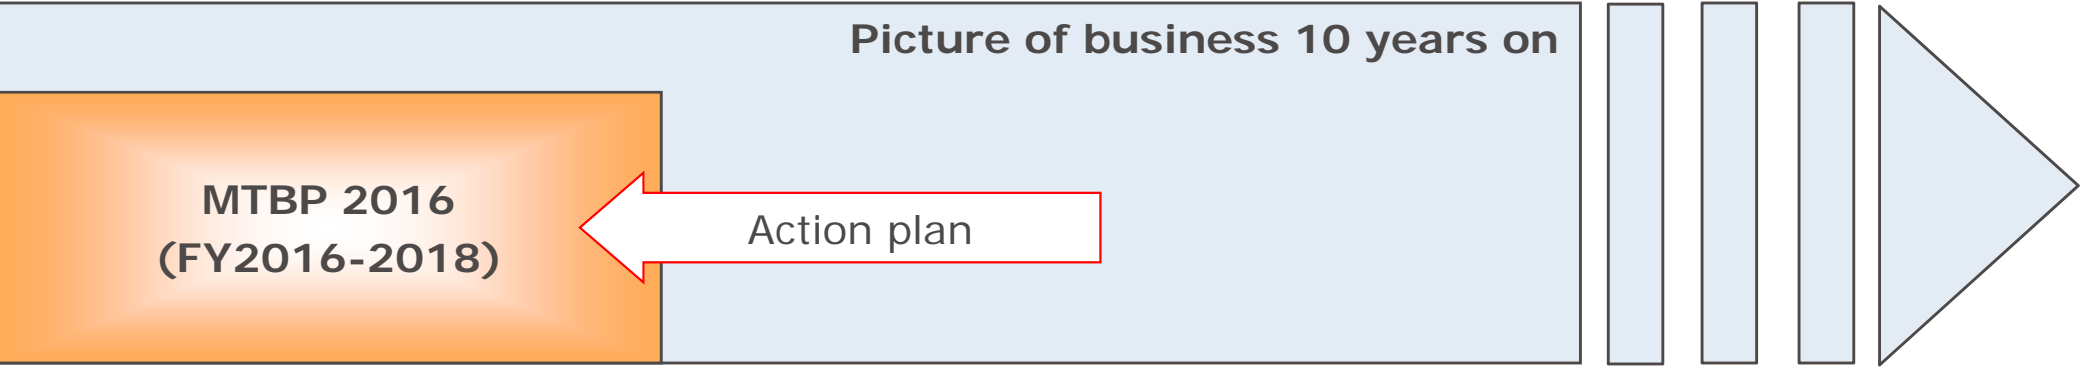 Picture of business 10 years on
MTBP 2016
(FY2016-2018)
Action plan